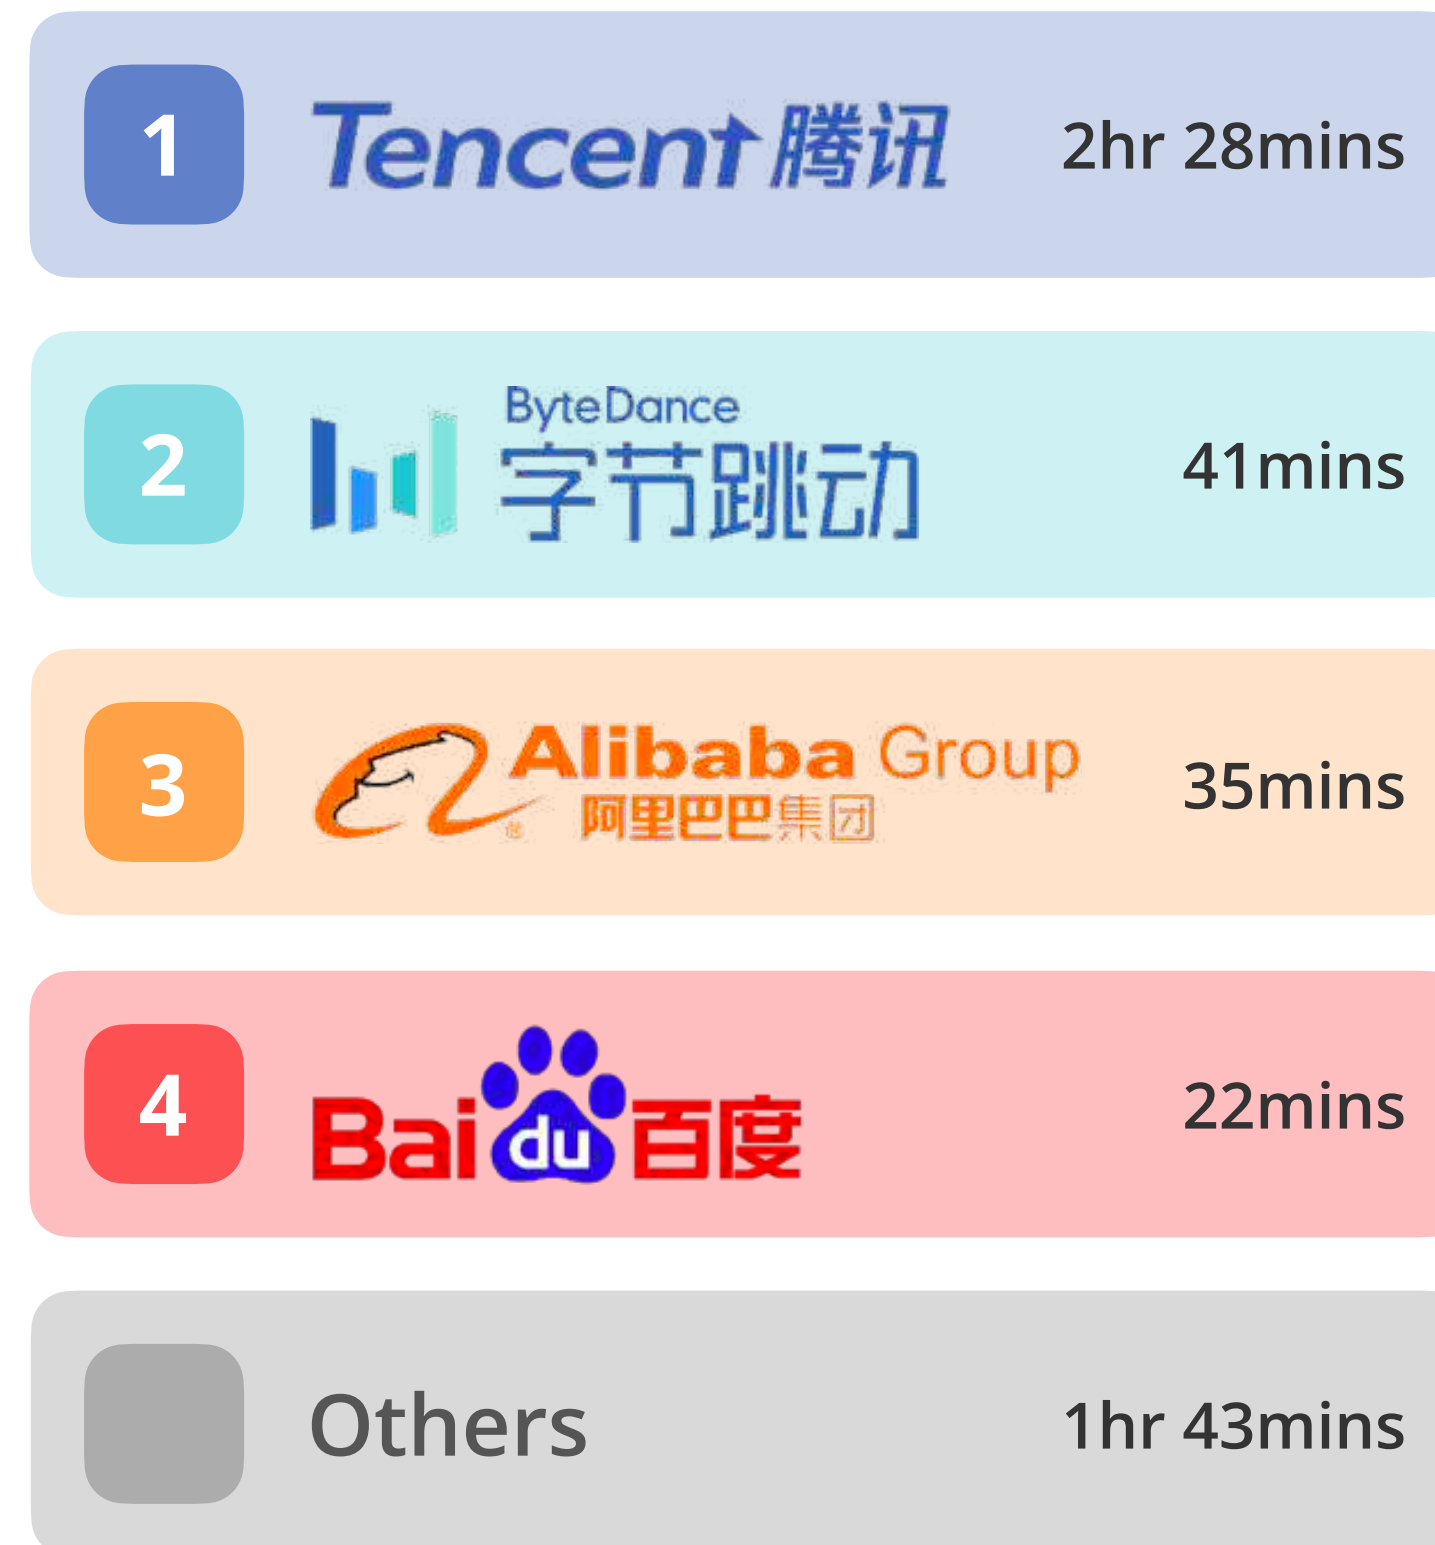 1
Tencent 腾讯
2hr 28mins
2
ByteDance
字节跳动
41mins
3
Alibaba Group
阿里巴巴集团
35mins
4
Bai du 百度
22mins
Others
1hr 43mins